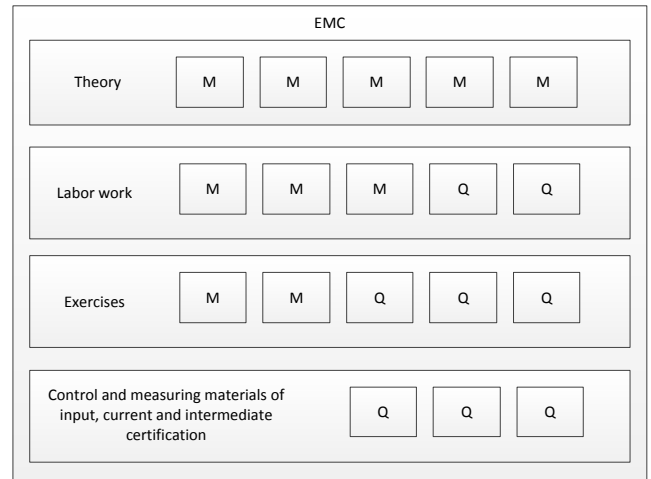 EMC
Theory M M M M M
Labor work M M M Q Q
Exercises M M Q Q Q
Control and measuring materials of
input, current and intermediate
certification
Q Q Q